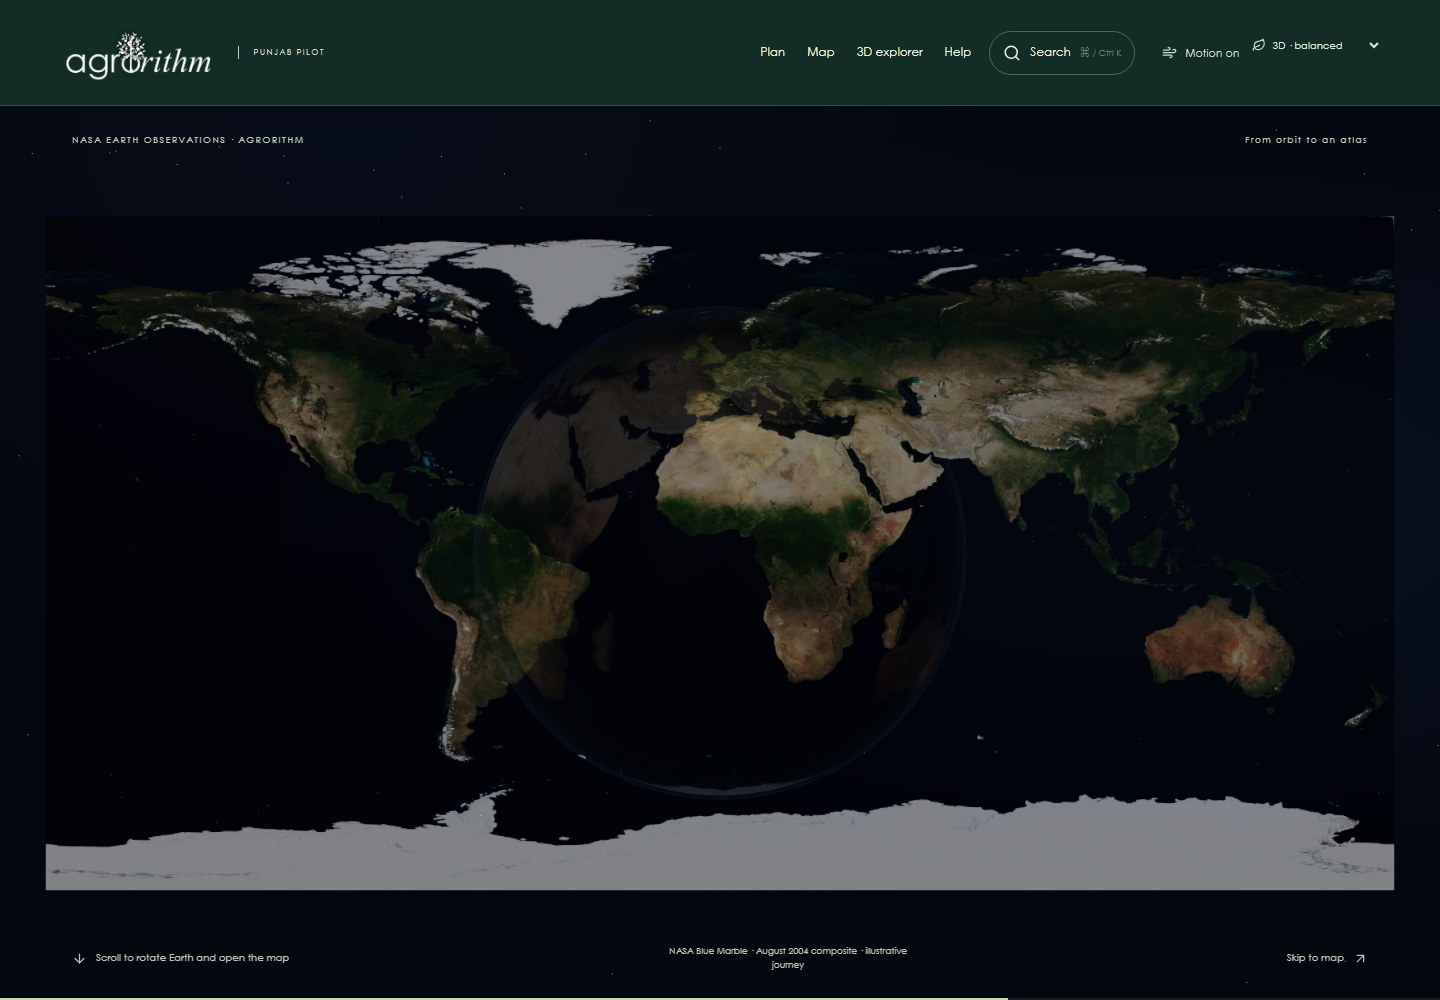 agrorithm
PUNJAB PILOT
Plan
Map
3D explorer
Help
Search ⌘ / Ctrl K
Motion on
3D · balanced
NASA EARTH OBSERVATIONS · AGRORITHM
From orbit to an atlas
Scroll to rotate Earth and open the map
NASA Blue Marble · August 2004 composite · illustrative
journey
Skip to map